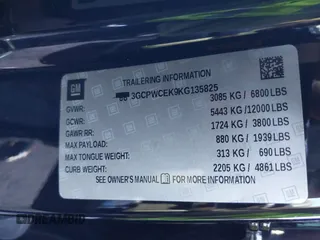 GM
TRAILERING INFORMATION
3GCPWCEK9KG135825
GVWR: 3085 KG / 6800 LBS
GCWR: 5443 KG / 12000 LBS
GAWR RR: 1724 KG / 3800 LBS
MAX PAYLOAD: 880 KG / 1939 LBS
MAX TONGUE WEIGHT: 313 KG / 690 LBS
CURB WEIGHT: 2205 KG / 4861 LBS
SEE OWNER'S MANUAL FOR MORE INFORMATION